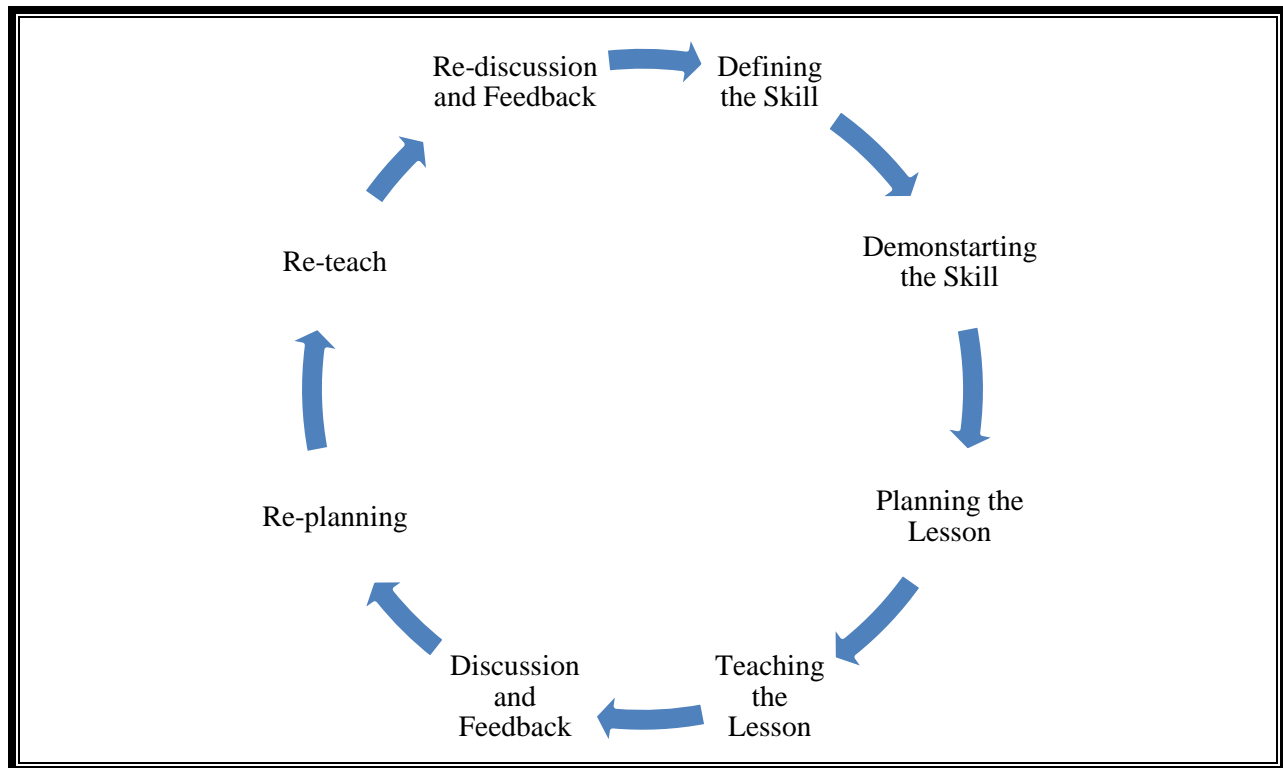 Re-discussion
and Feedback
Defining
the Skill
Demonstarting
the Skill
Planning the
Lesson
Teaching
the
Lesson
Discussion
and
Feedback
Re-planning
Re-teach